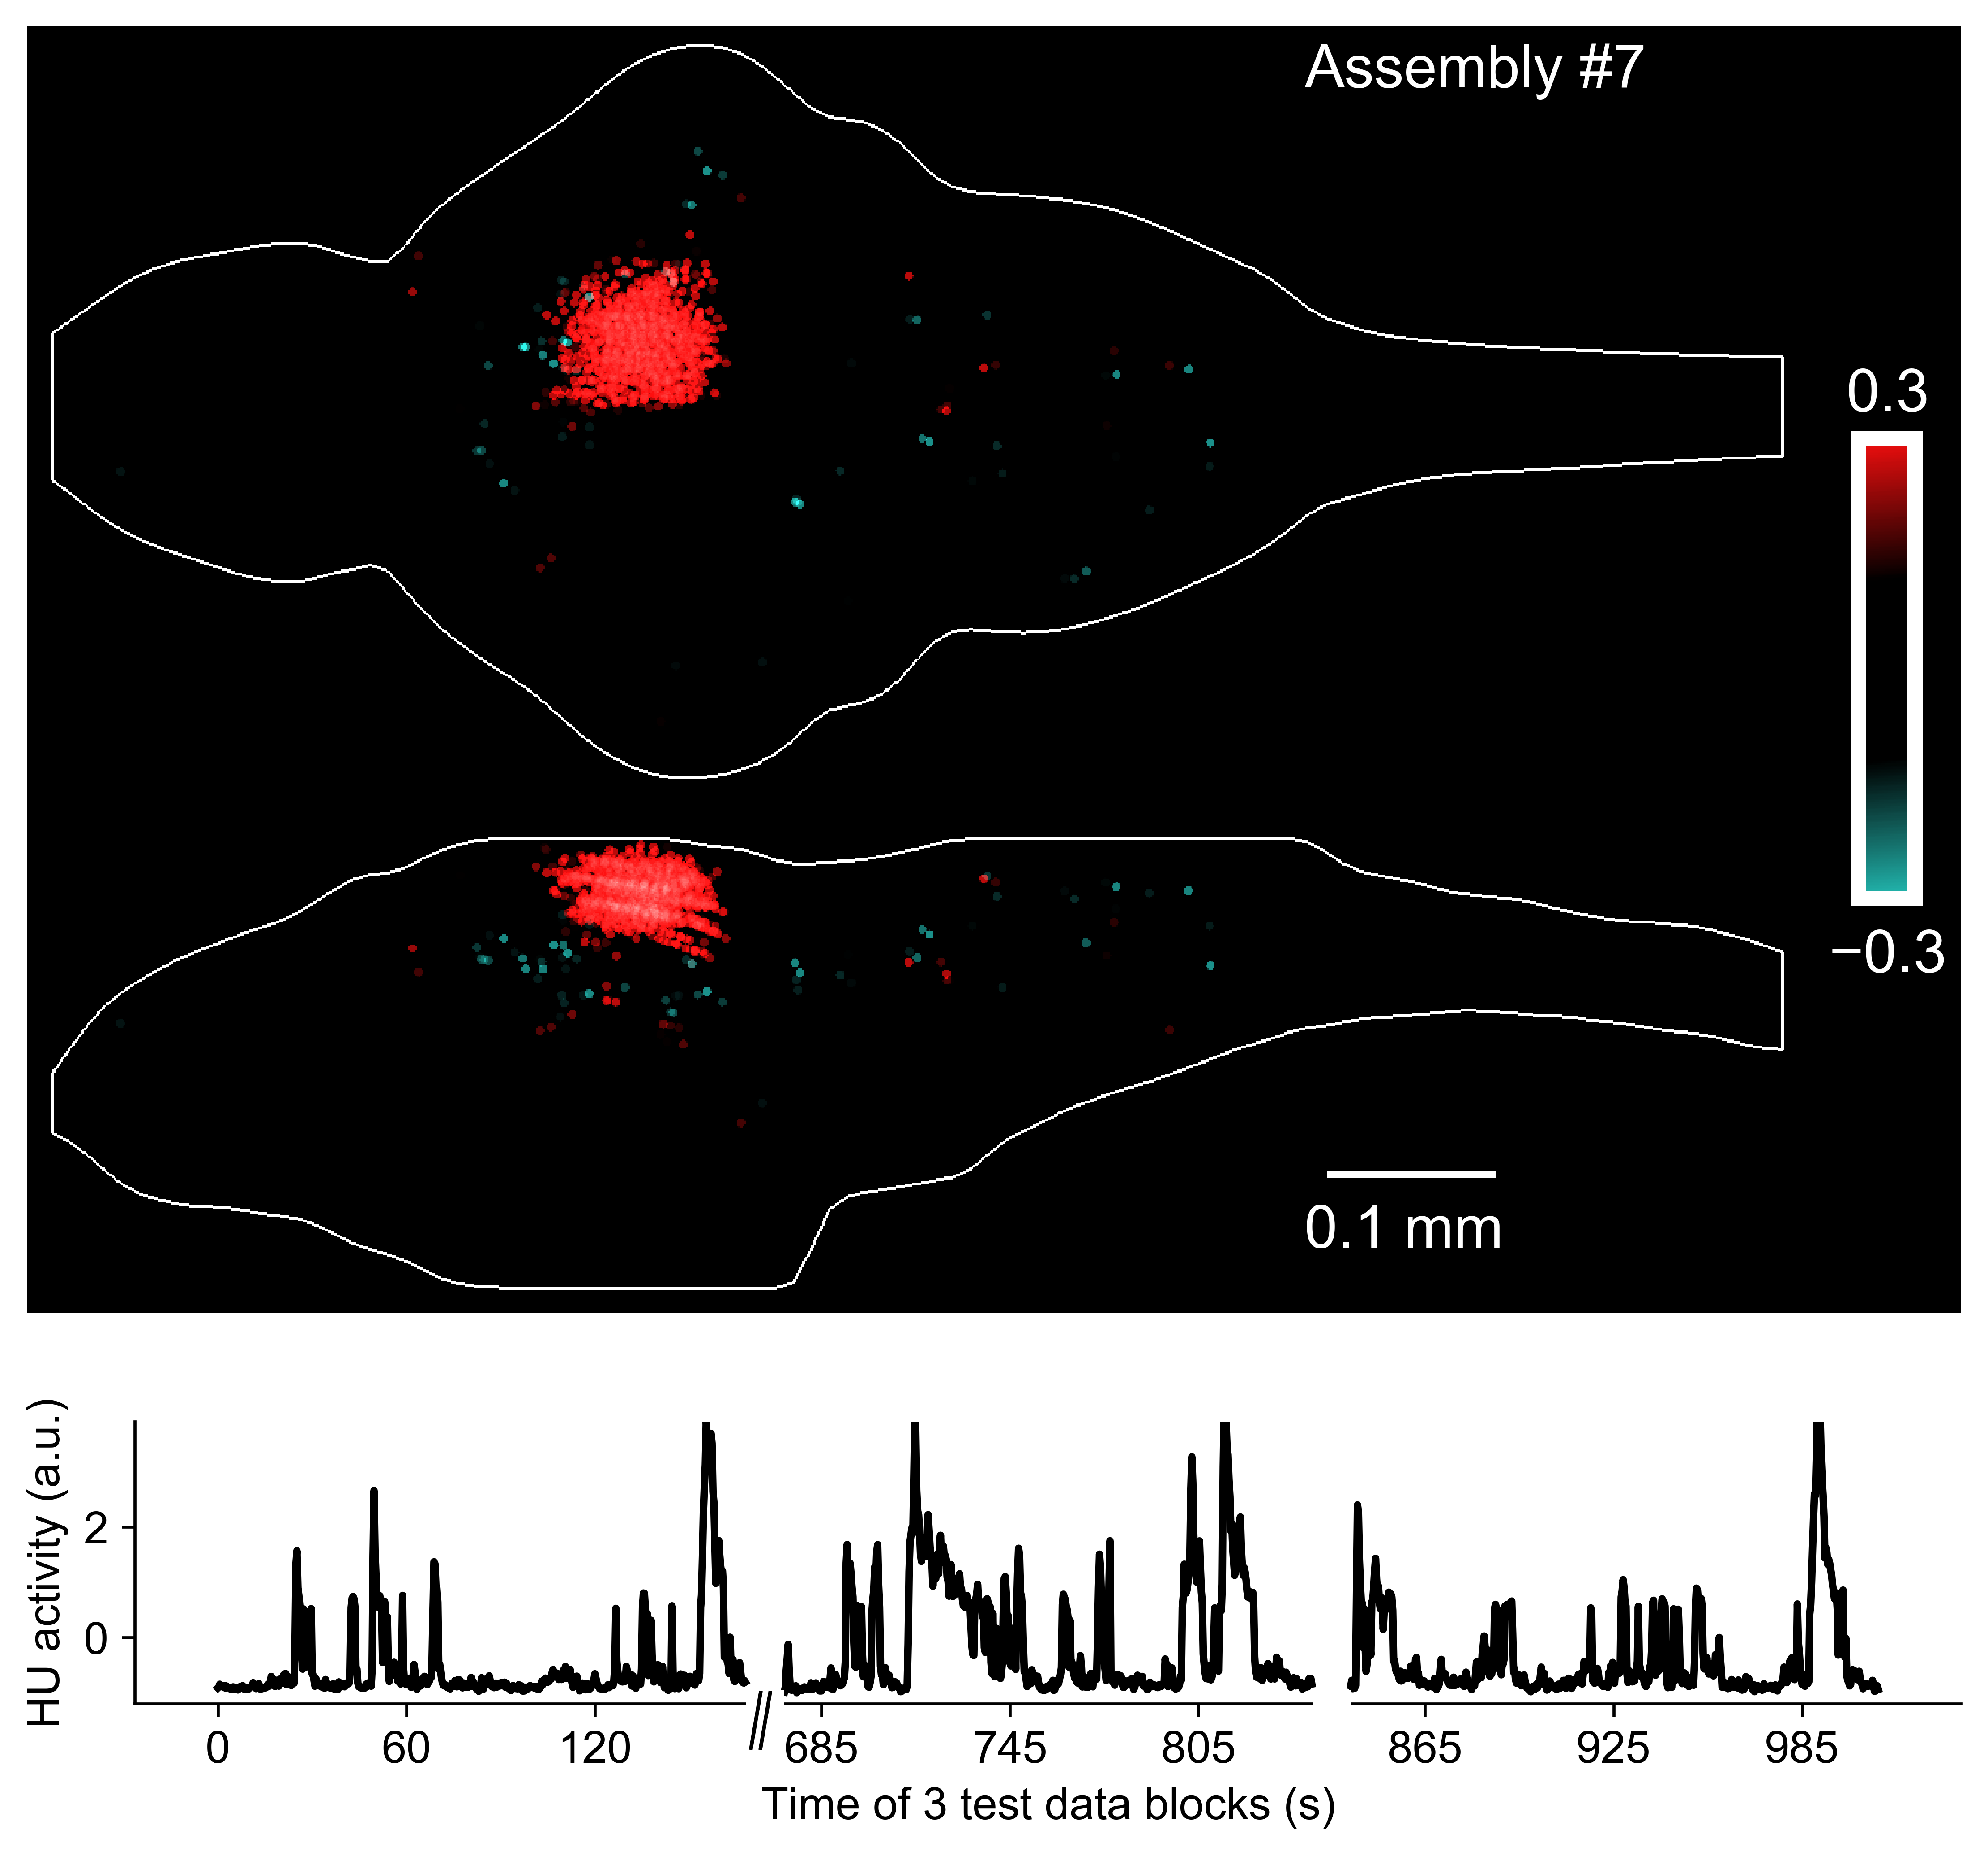 Assembly #7
0.3
−0.3
0.1 mm
HU activity (a.u.)
2
0
0 60 120 685 745 805 865 925 985
Time of 3 test data blocks (s)